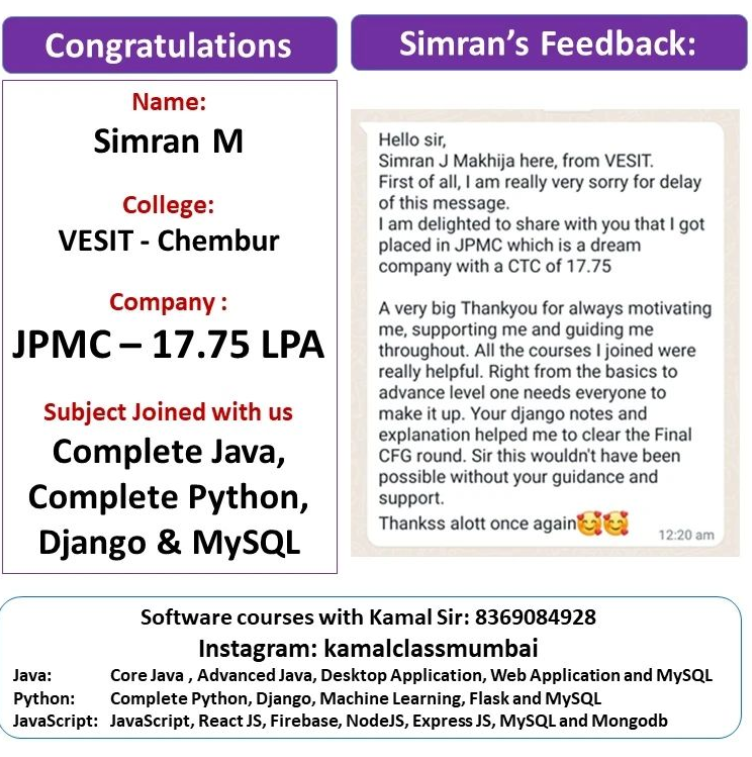 Congratulations
Name:
Simran M
College:
VESIT - Chembur
Company :
JPMC – 17.75 LPA
Subject Joined with us
Complete Java,
Complete Python,
Django & MySQL
Simran's Feedback:
Hello sir,
Simran J Makhija here, from VESIT.
First of all, I am really very sorry for delay
of this message.
I am delighted to share with you that I got
placed in JPMC which is a dream
company with a CTC of 17.75
A very big Thankyou for always motivating
me, supporting me and guiding me
throughout. All the courses I joined were
really helpful. Right from the basics to
advance level one needs everyone to
make it up. Your django notes and
explanation helped me to clear the Final
CFG round. Sir this wouldn't have been
possible without your guidance and
support.
Thankss alott once again🥰🥰
12:20 am
Software courses with Kamal Sir: 8369084928
Instagram: kamalclassmumbai
Java: Core Java , Advanced Java, Desktop Application, Web Application and MySQL
Python: Complete Python, Django, Machine Learning, Flask and MySQL
JavaScript: JavaScript, React JS, Firebase, NodeJS, Express JS, MySQL and Mongodb